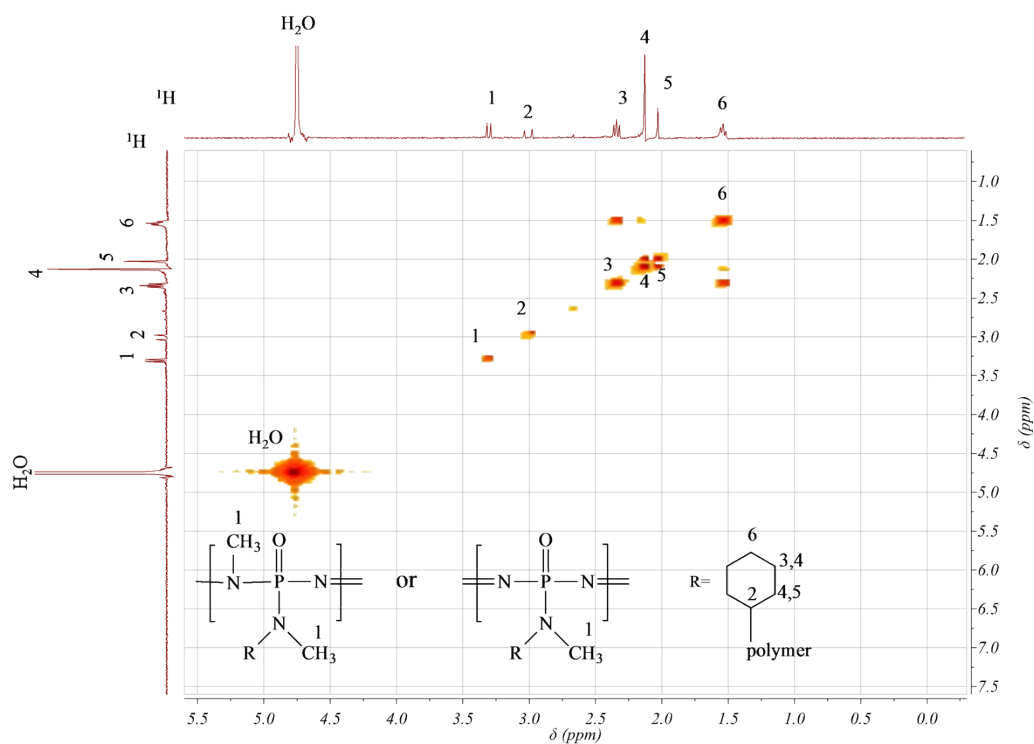 H₂O
¹H
1
2
3
4
5
6
¹H
6
5
4
3
2
1
H₂O
6
3
4
5
2
1
H₂O
1.0
1.5
2.0
2.5
3.0
3.5
4.0
4.5
5.0
5.5
6.0
6.5
7.0
7.5
δ (ppm)
1
CH₃
O
N
P
N
N
R
1
CH₃
or
O
N
P
N
N
R
1
CH₃
R=
6
3,4
4,5
2
polymer
5.5 5.0 4.5 4.0 3.5 3.0 2.5 2.0 1.5 1.0 0.5 0.0
δ (ppm)